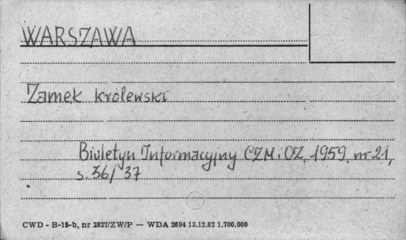 WARSZAWA
Zamek Królewski
Biuletyn Informacyjny CZM i OZ, 1959, nr 21,
s. 36/37
CWD - B-15-b, nr 2827/ZW/P — WDA 2694 13.12.62 1.700.000